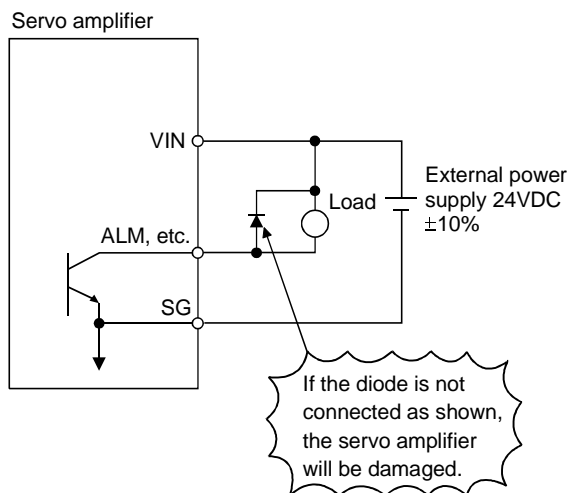 Servo amplifier
VIN
ALM, etc.
SG
Load
External power
supply 24VDC
±10%
If the diode is not
connected as shown,
the servo amplifier
will be damaged.